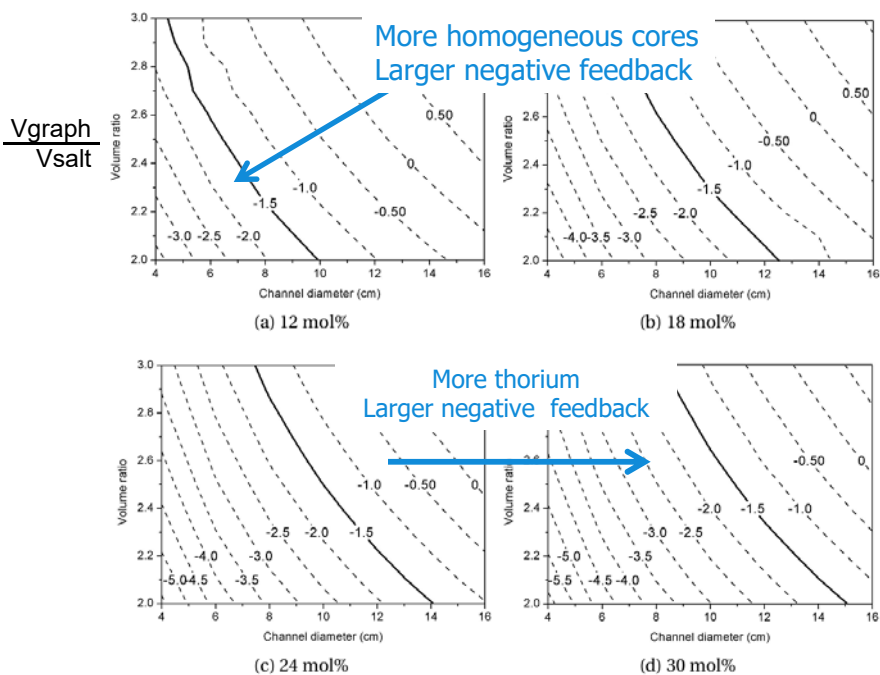 More homogeneous cores
Larger negative feedback
Vgraph
Vsalt
Volume ratio
3.0
2.8
2.6
2.4
2.2
2.0
0.50
0
-0.50
-1.0
-1.5
-3.0 -2.5 -2.0
4 6 8 10 12 14 16
Channel diameter (cm)
(a) 12 mol%
Volume ratio
2.6
2.4
2.2
2.0
0.50
0
-0.50
-1.0
-1.5
-2.5 -2.0
-4.0 -3.5 -3.0
4 6 8 10 12 14 16
Channel diameter (cm)
(b) 18 mol%
More thorium
Larger negative feedback
Volume ratio
3.0
2.8
2.6
2.4
2.2
2.0
-1.0 -0.50 0
-2.5 -2.0 -1.5
-4.0 -3.0
-5.0 -4.5 -3.5
4 6 8 10 12 14 16
Channel diameter (cm)
(c) 24 mol%
Volume ratio
2.6
2.4
2.2
2.0
-0.50 0
-2.0 -1.5 -1.0
-3.0 -2.5
-5.0 -3.5
-5.5 -4.5 -4.0
4 6 8 10 12 14 16
Channel diameter (cm)
(d) 30 mol%